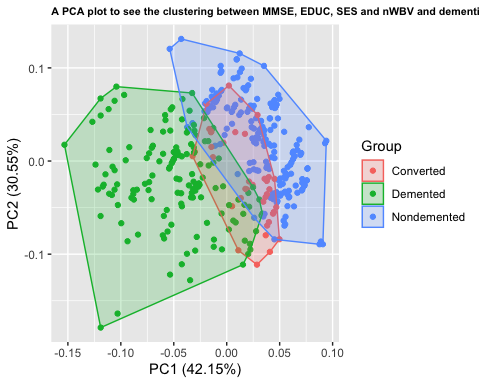 A PCA plot to see the clustering between MMSE, EDUC, SES and nWBV and dementi
0.1
0.0
-0.1
-0.15
-0.10
-0.05
0.00
0.05
0.10
PC2 (30.55%)
PC1 (42.15%)
Group
Converted
Demented
Nondemented